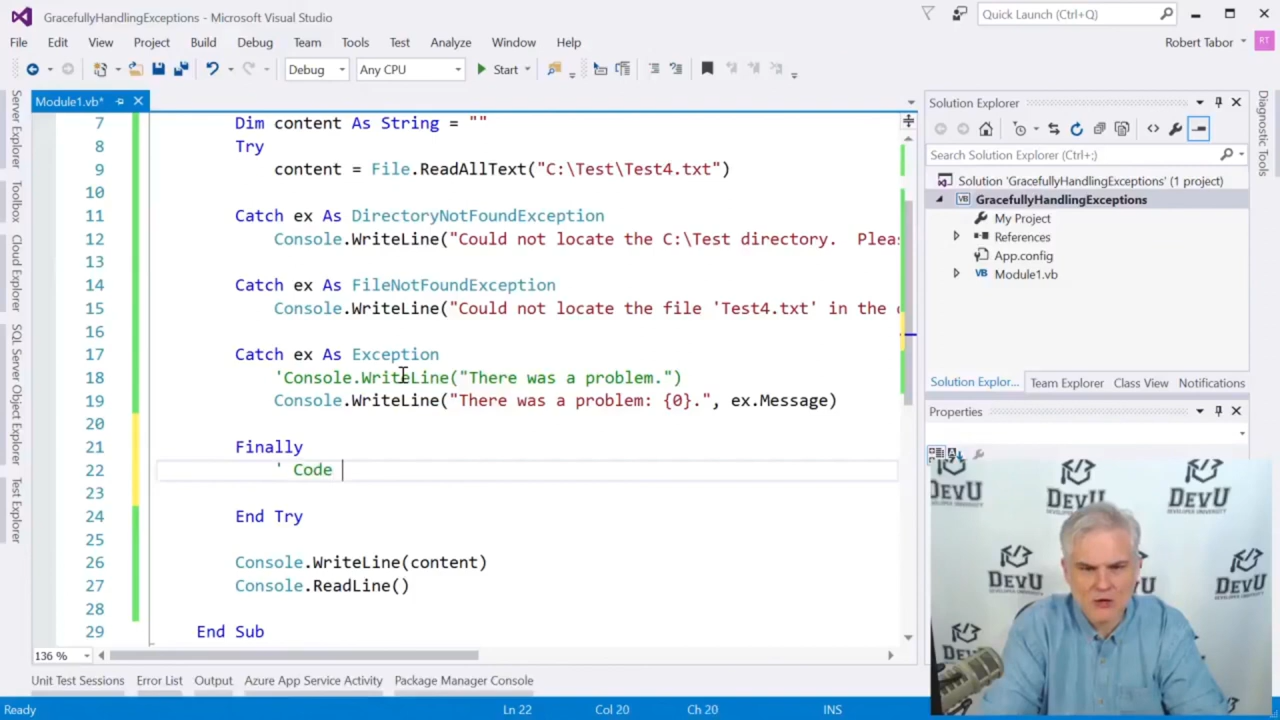 GracefullyHandlingExceptions - Microsoft Visual Studio
Quick Launch (Ctrl+Q)
File Edit View Project Build Debug Team Tools Test Analyze Window Help
Robert Tabor RT
Debug Any CPU Start
Module1.vb*
Server Explorer
Toolbox
Cloud Explorer
SQL Server Object Explorer
Test Explorer
7 Dim content As String = ""
8 Try
9 content = File.ReadAllText("C:\Test\Test4.txt")
10
11 Catch ex As DirectoryNotFoundException
12 Console.WriteLine("Could not locate the C:\Test directory.  Plea
13
14 Catch ex As FileNotFoundException
15 Console.WriteLine("Could not locate the file 'Test4.txt' in the
16
17 Catch ex As Exception
18 'Console.WriteLine("There was a problem.")
19 Console.WriteLine("There was a problem: {0}.", ex.Message)
20
21 Finally
22 ' Code
23
24 End Try
25
26 Console.WriteLine(content)
27 Console.ReadLine()
28
29 End Sub
136 %
Solution Explorer
Search Solution Explorer (Ctrl+;)
Solution 'GracefullyHandlingExceptions' (1 project)
GracefullyHandlingExceptions
My Project
References
App.config
VB Module1.vb
Solution Explor... Team Explorer Class View Notifications
Properties
Diagnostic Tools
DEVU
DEVELOPER UNIVERSITY
DEVU
DEVU
DEVU
DEVU
Unit Test Sessions Error List Output Azure App Service Activity Package Manager Console
Ready Ln 22 Col 20 Ch 20 INS